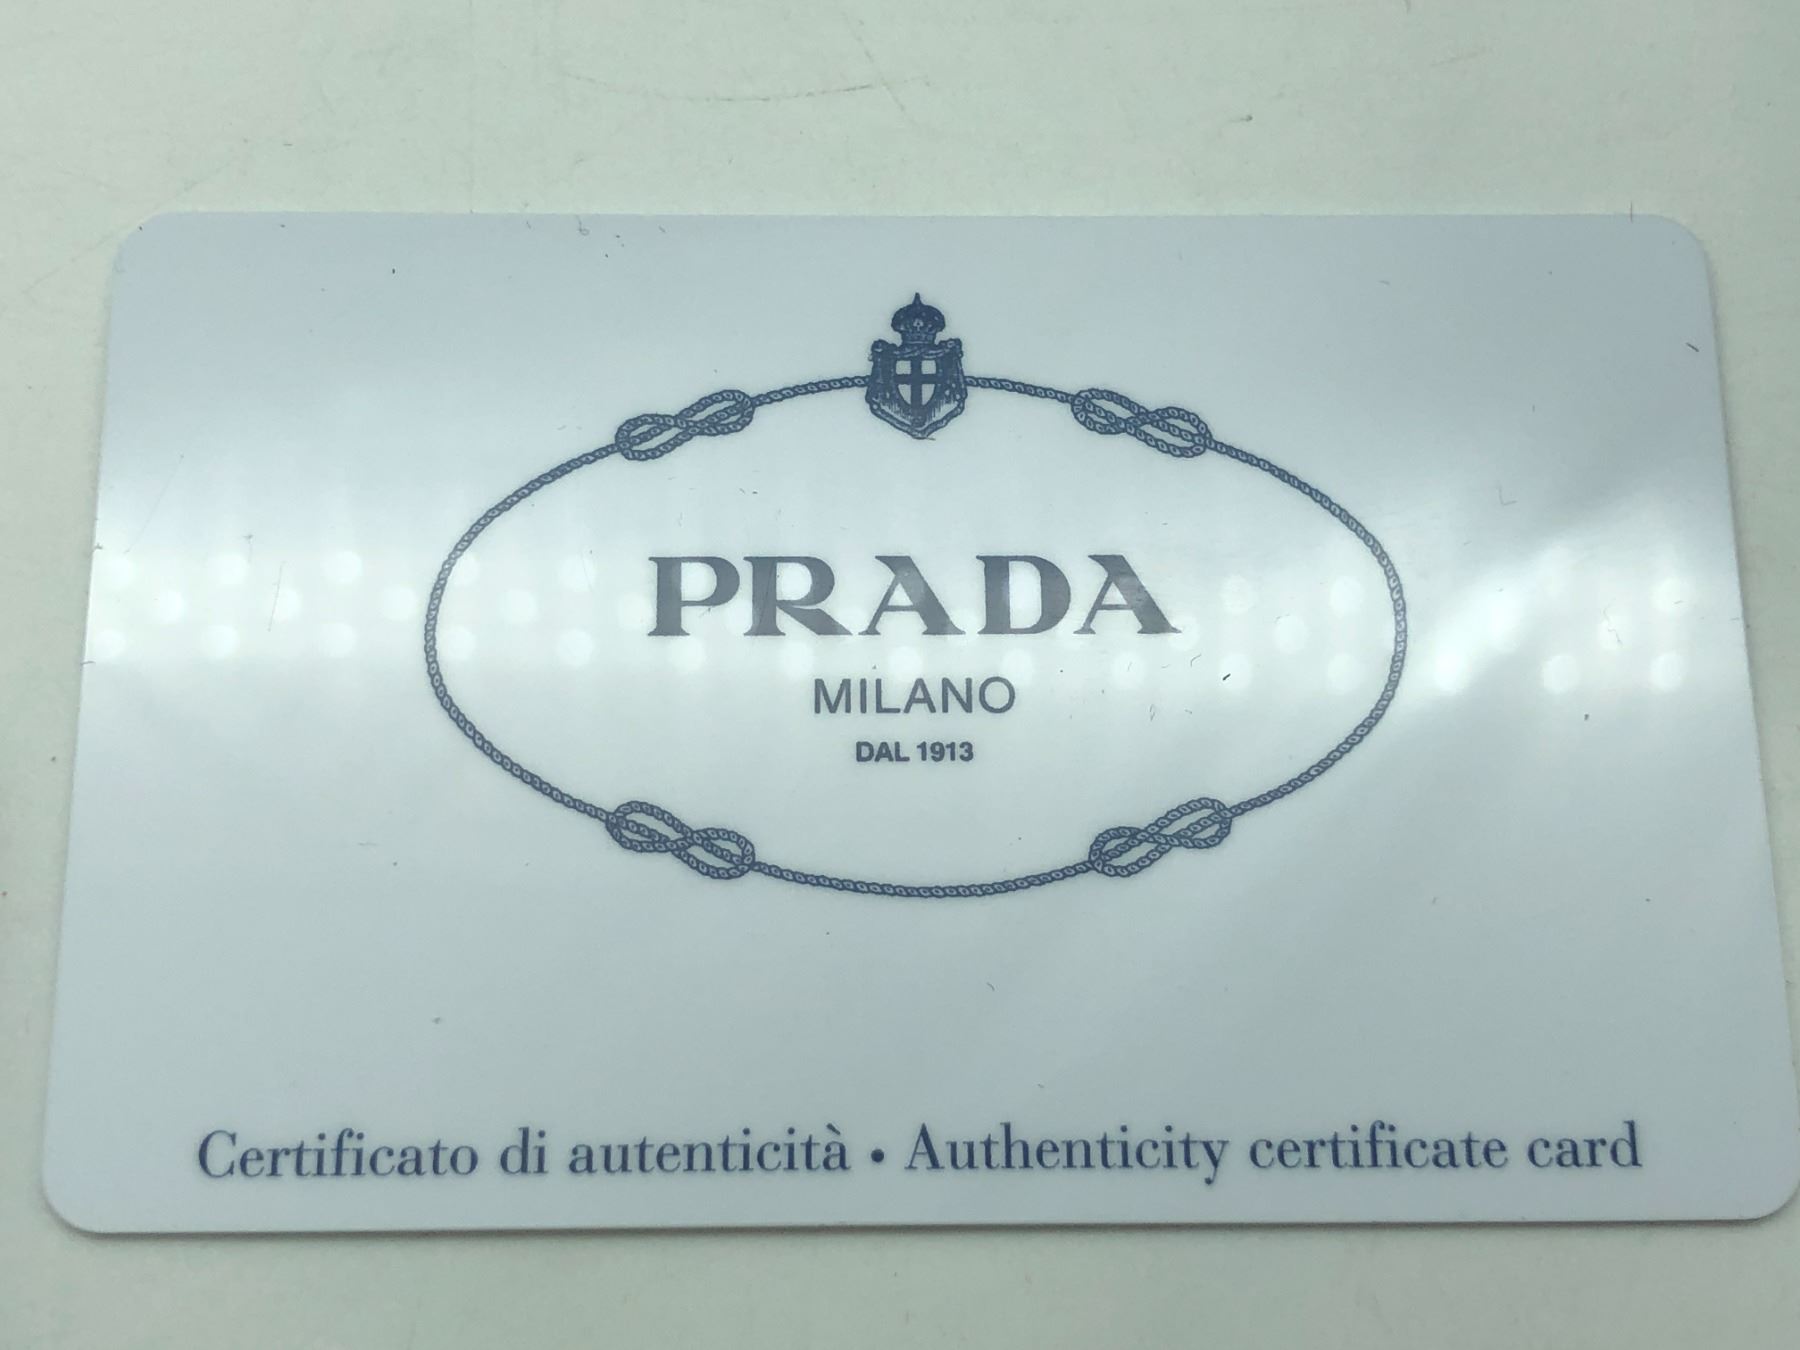 PRADA
MILANO
DAL 1913
Certificato di autenticità • Authenticity certificate card